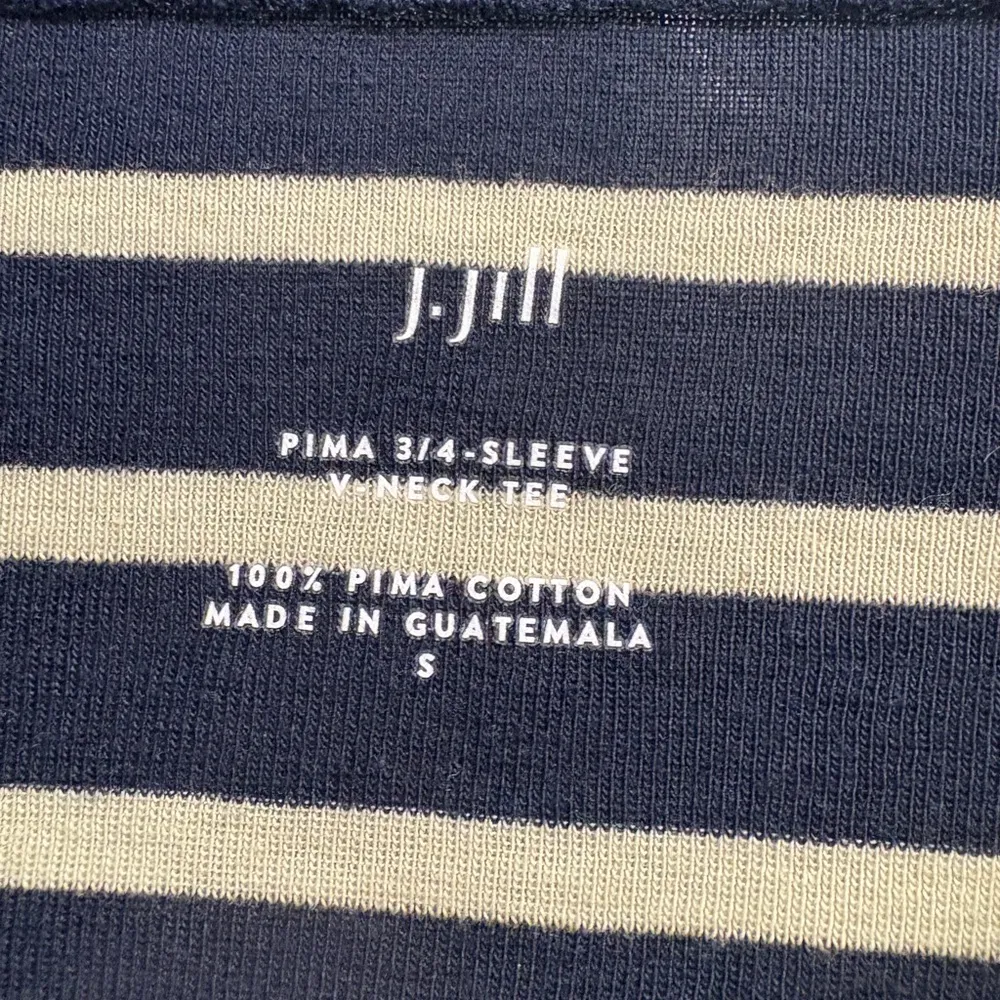 J.Jill
PIMA 3/4-SLEEVE
V-NECK TEE
100% PIMA COTTON
MADE IN GUATEMALA
S